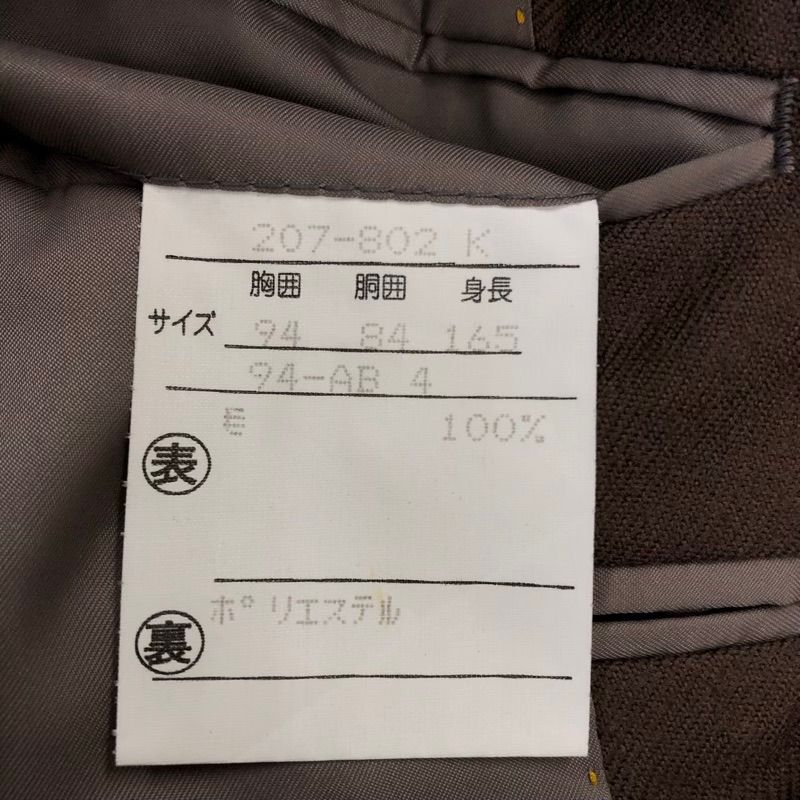 207-802 K
胸囲 胴囲 身長
サイズ 94 84 165
94-AB 4
表 毛 100%
裏 ポリエステル